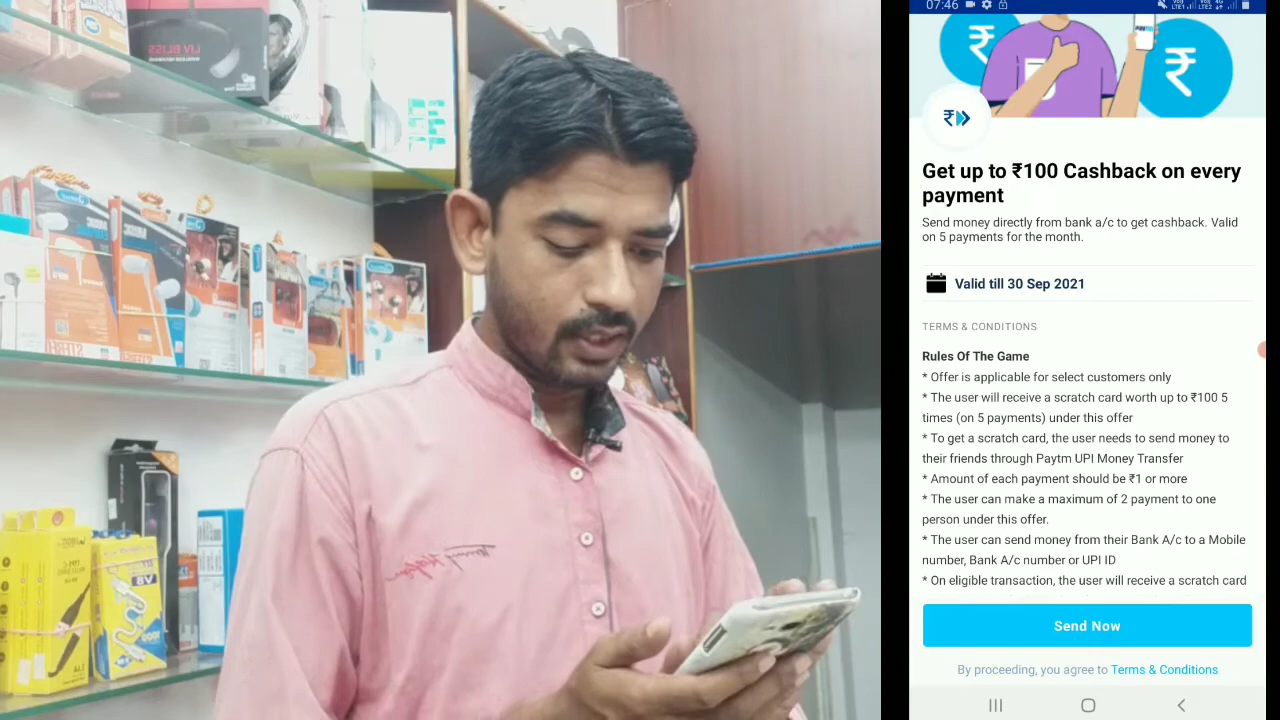 07:46
Get up to ₹100 Cashback on every
payment
Send money directly from bank a/c to get cashback. Valid
on 5 payments for the month.
Valid till 30 Sep 2021
TERMS & CONDITIONS
Rules Of The Game
* Offer is applicable for select customers only
* The user will receive a scratch card worth up to ₹100 5
times (on 5 payments) under this offer
* To get a scratch card, the user needs to send money to
their friends through Paytm UPI Money Transfer
* Amount of each payment should be ₹1 or more
* The user can make a maximum of 2 payment to one
person under this offer.
* The user can send money from their Bank A/c to a Mobile
number, Bank A/c number or UPI ID
* On eligible transaction, the user will receive a scratch card
Send Now
By proceeding, you agree to Terms & Conditions
LIV BLISS